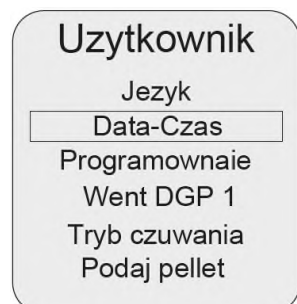 Uzytkownik
Jezyk
Data-Czas
Programownaie
Went DGP 1
Tryb czuwania
Podaj pellet